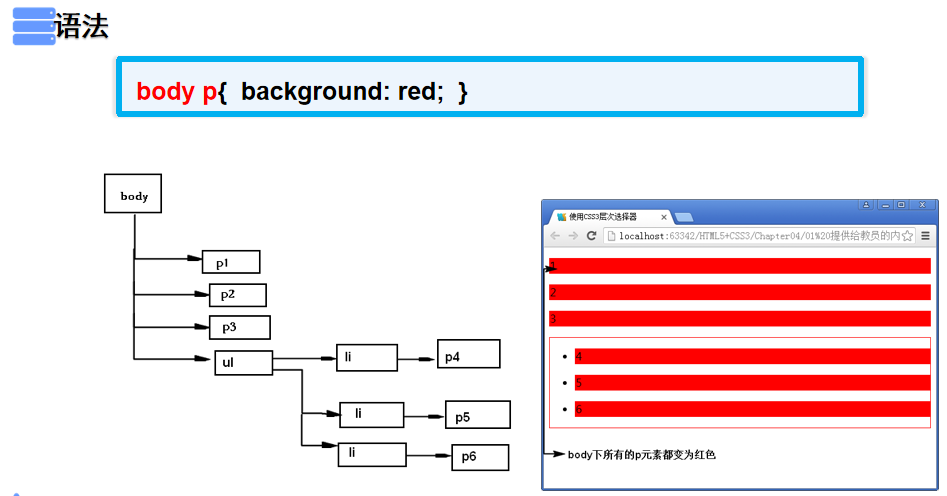 语法
body p{ background: red; }
body
p1
p2
p3
ul
li
p4
li
p5
li
p6
使用CSS3层次选择器
localhost:63342/HTML5+CSS3/Chapter04/01%20提供给教员的内
1
2
3
4
5
6
body下所有的p元素都变为红色